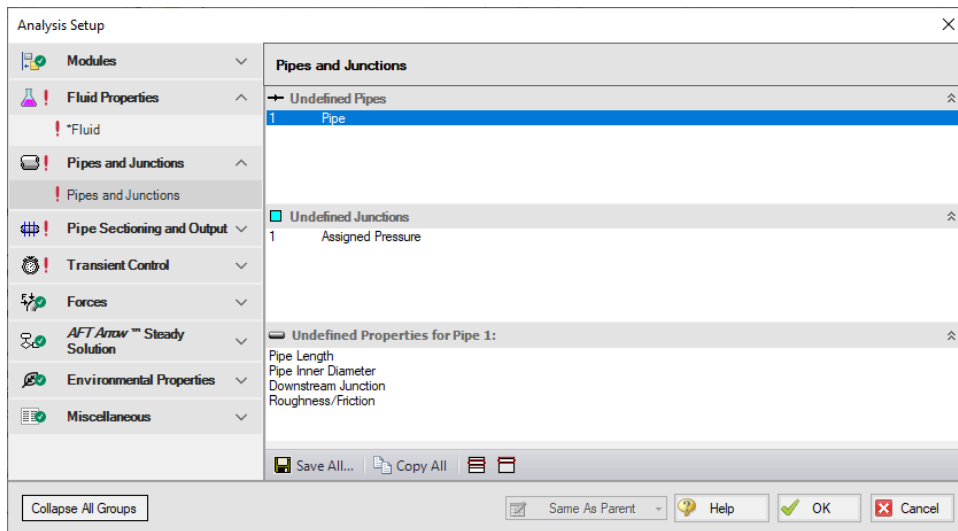 Analysis Setup
Modules
Fluid Properties
*Fluid
Pipes and Junctions
Pipes and Junctions
Pipe Sectioning and Output
Transient Control
Forces
AFT Arrow ™ Steady
Solution
Environmental Properties
Miscellaneous
Pipes and Junctions
Undefined Pipes
1 Pipe
Undefined Junctions
1 Assigned Pressure
Undefined Properties for Pipe 1:
Pipe Length
Pipe Inner Diameter
Downstream Junction
Roughness/Friction
Save All... Copy All
Collapse All Groups Same As Parent Help OK Cancel